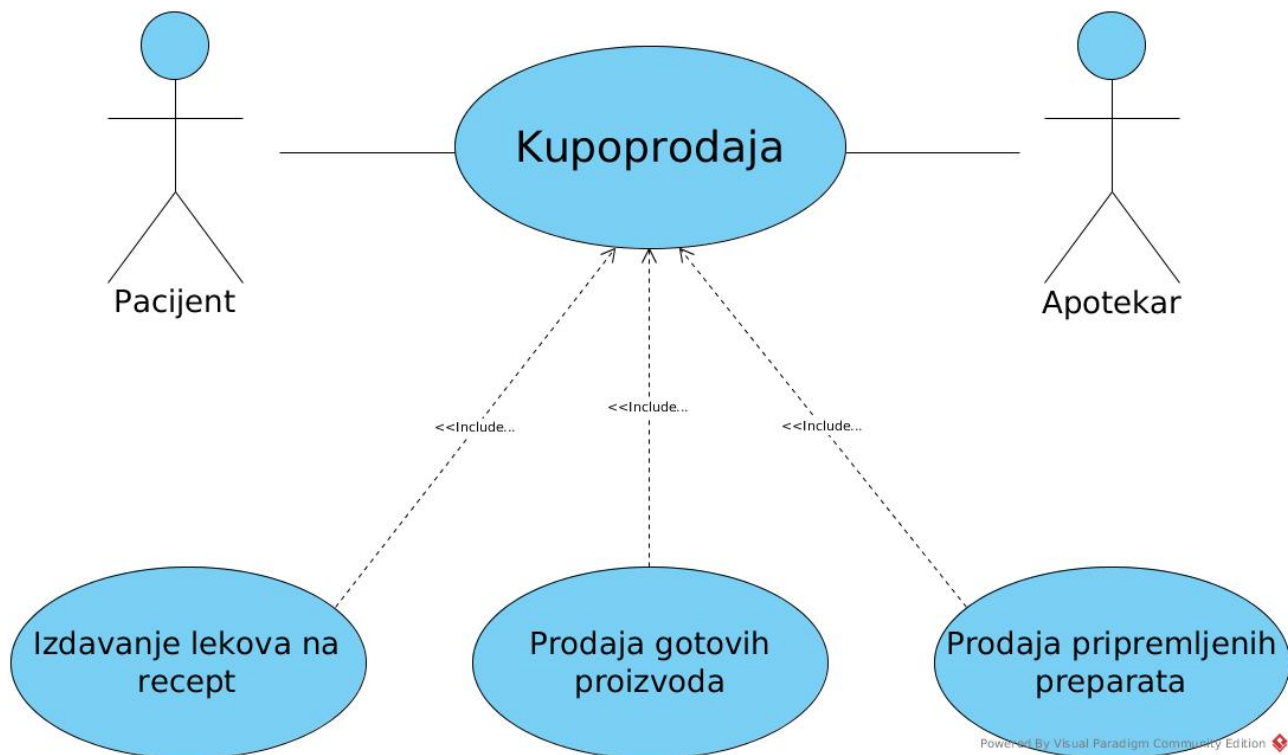 Kupoprodaja
Pacijent
Apotekar
<<Include...
<<Include...
<<Include...
Izdavanje lekova na
recept
Prodaja gotovih
proizvoda
Prodaja pripremljenih
preparata
Powered By Visual Paradigm Community Edition